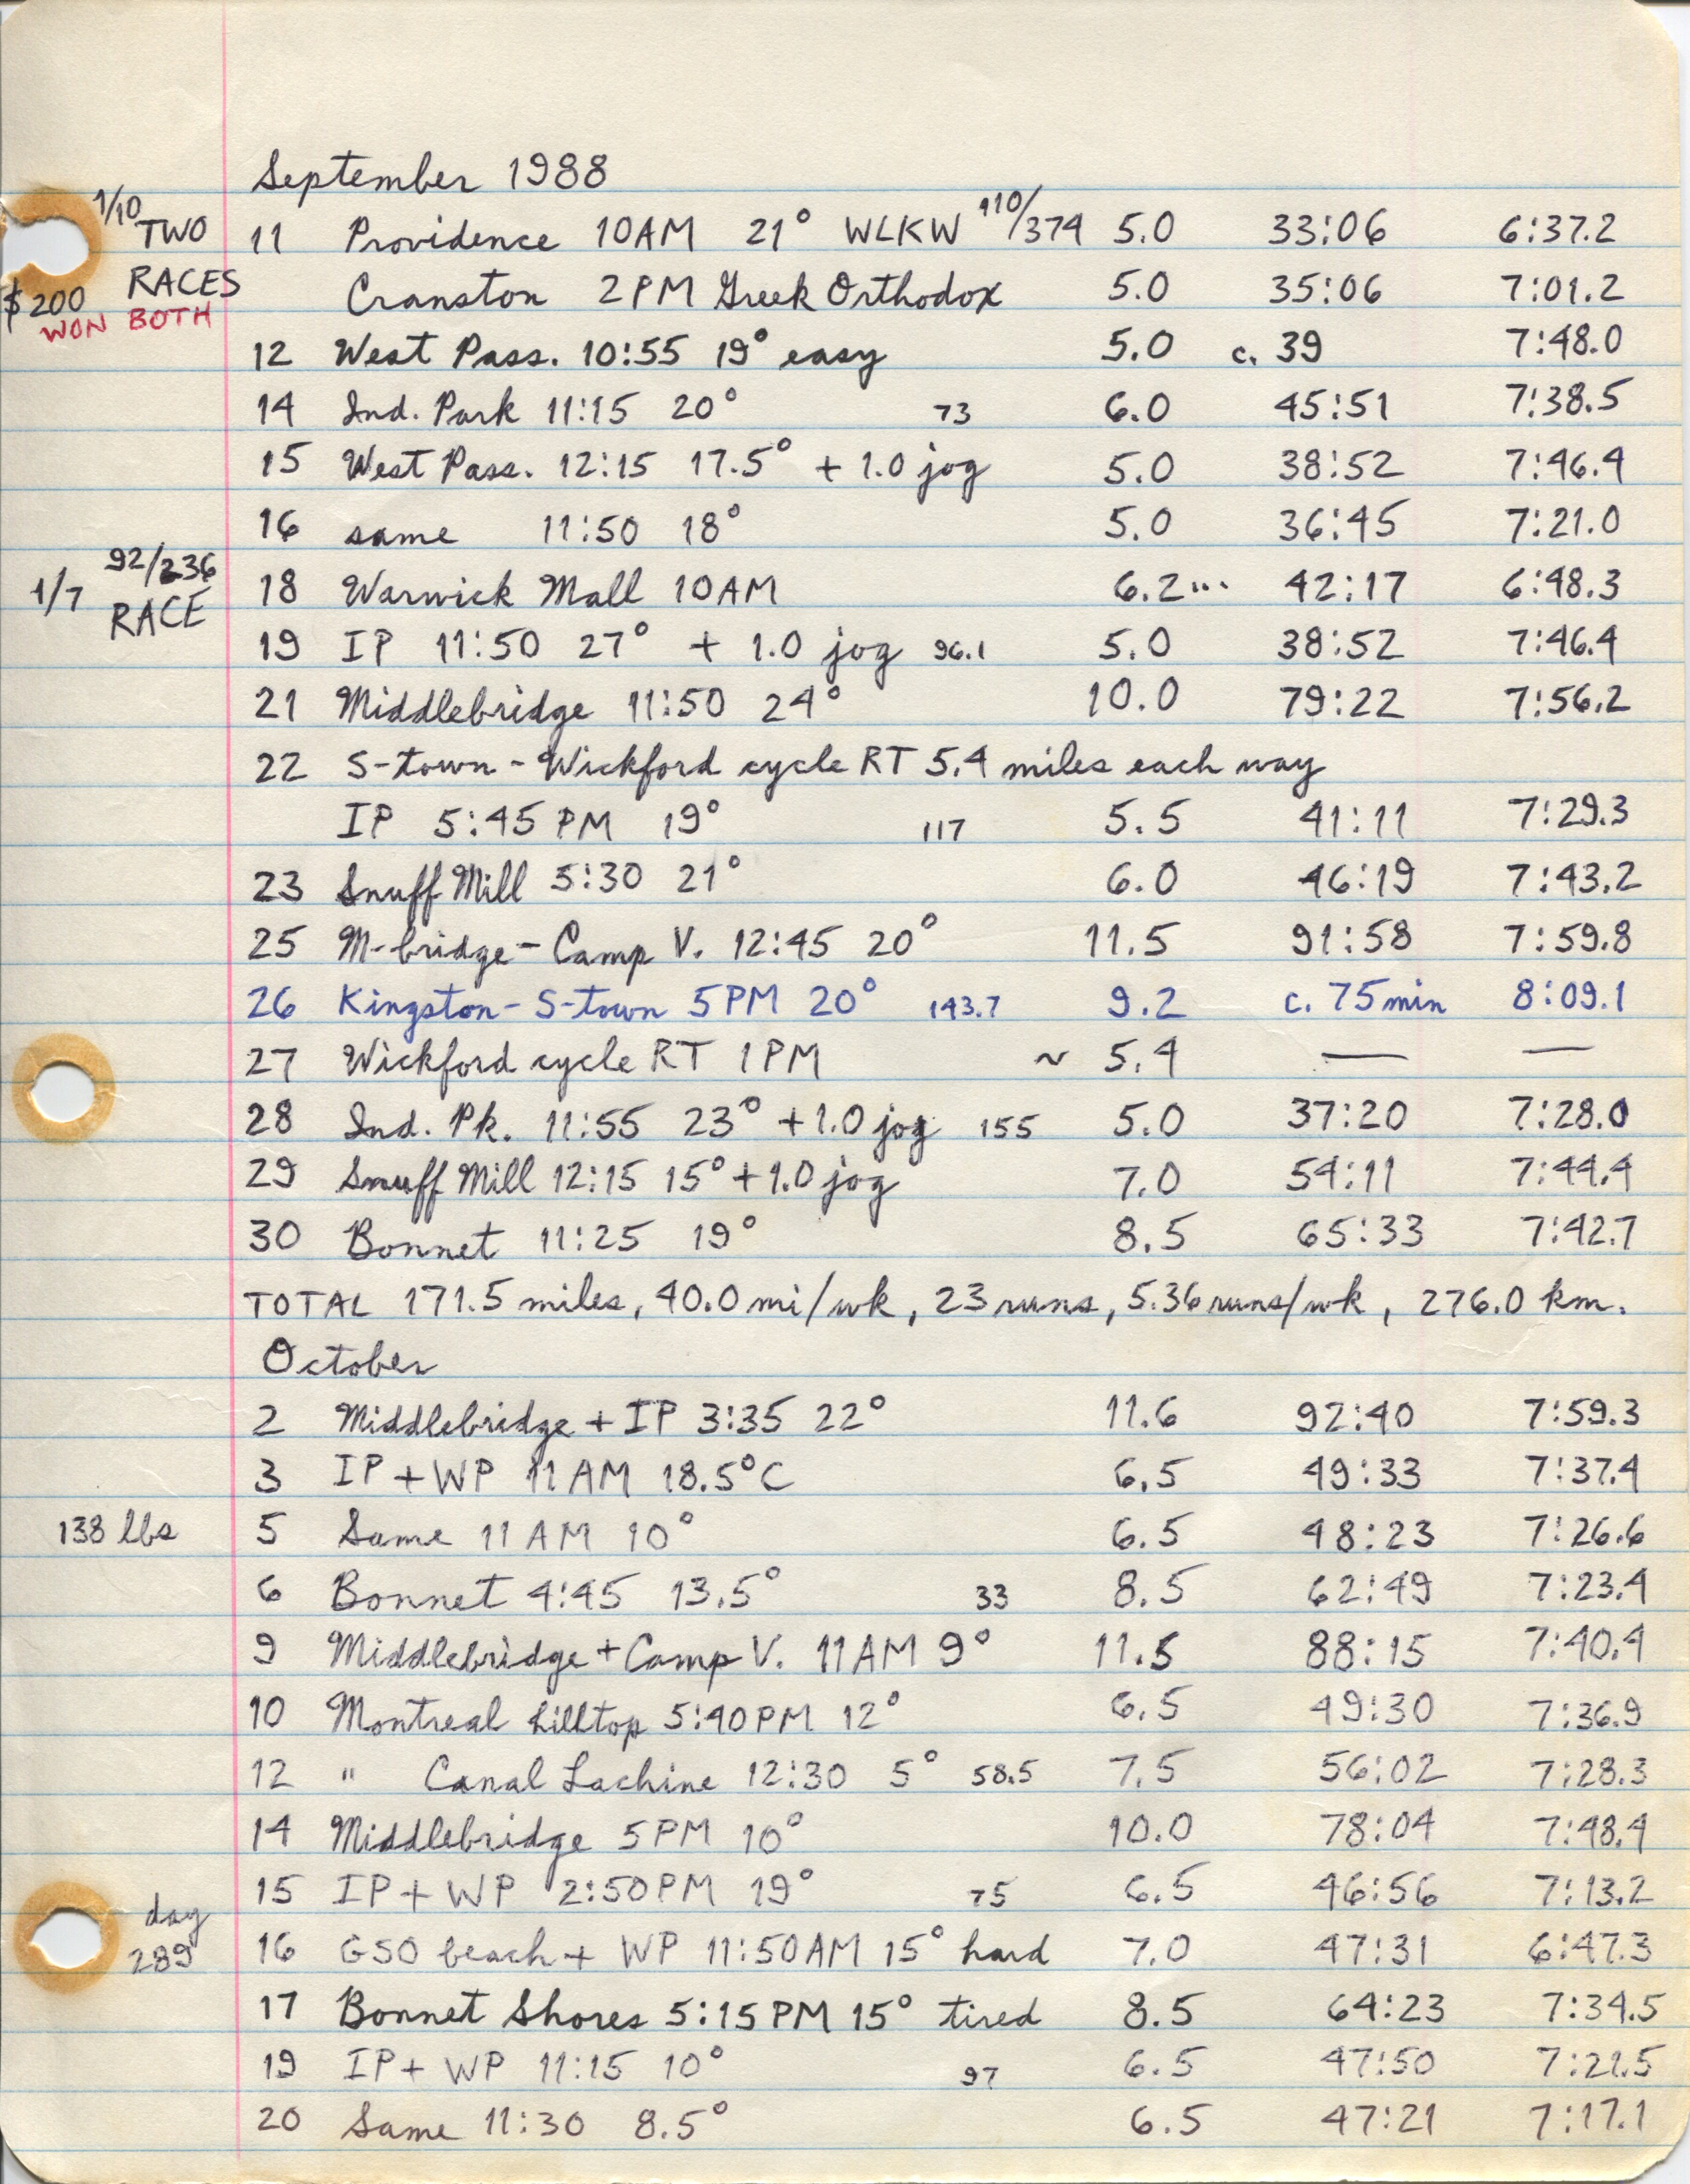 September 1988
1/10 TWO 11 Providence 10AM 21° WLKW 110/374 5.0 33:06 6:37.2
RACES Cranston 2PM Greek Orthodox 5.0 35:06 7:01.2
$200
WON BOTH
12 West Pass. 10:55 19° easy 5.0 c. 39 7:48.0
14 Ind. Park 11:15 20° 73 6.0 45:51 7:38.5
15 West Pass. 12:15 17.5° + 1.0 jog 5.0 38:52 7:46.4
16 same 11:50 18° 5.0 36:45 7:21.0
92/236
1/7 RACE 18 Warwick Mall 10AM 6.2... 42:17 6:48.3
19 IP 11:50 27° + 1.0 jog 96.1 5.0 38:52 7:46.4
21 Middlebridge 11:50 24° 10.0 79:22 7:56.2
22 S-town - Wickford cycle RT 5.4 miles each way
IP 5:45 PM 19° 117 5.5 41:11 7:29.3
23 Snuff Mill 5:30 21° 6.0 46:19 7:43.2
25 M-bridge - Camp V. 12:45 20° 11.5 91:58 7:59.8
26 Kingston - S-town 5PM 20° 143.7 9.2 c. 75 min 8:09.1
27 Wickford cycle RT 1PM ~ 5.4 — —
28 Ind. Pk. 11:55 23° + 1.0 jog 155 5.0 37:20 7:28.0
29 Snuff Mill 12:15 15° + 1.0 jog 7.0 54:11 7:44.4
30 Bonnet 11:25 19° 8.5 65:33 7:42.7
TOTAL 171.5 miles, 40.0 mi/wk, 23 runs, 5.36 runs/wk, 276.0 km.
October
2 Middlebridge + IP 3:35 22° 11.6 92:40 7:59.3
3 IP + WP 11 AM 18.5°C 6.5 49:33 7:37.4
138 lbs 5 Same 11 AM 10° 6.5 48:23 7:26.6
6 Bonnet 4:45 13.5° 33 8.5 62:49 7:23.4
9 Middlebridge + Camp V. 11 AM 9° 11.5 88:15 7:40.4
10 Montreal hilltop 5:40PM 12° 6.5 49:30 7:36.9
12 " Canal Lachine 12:30 5° 58.5 7.5 56:02 7:28.3
14 Middlebridge 5PM 10° 10.0 78:04 7:48.4
15 IP + WP 2:50PM 19° 75 6.5 46:56 7:13.2
day
289 16 GSO beach + WP 11:50AM 15° hard 7.0 47:31 6:47.3
17 Bonnet Shores 5:15PM 15° tired 8.5 64:23 7:34.5
19 IP + WP 11:15 10° 97 6.5 47:50 7:21.5
20 Same 11:30 8.5° 6.5 47:21 7:17.1